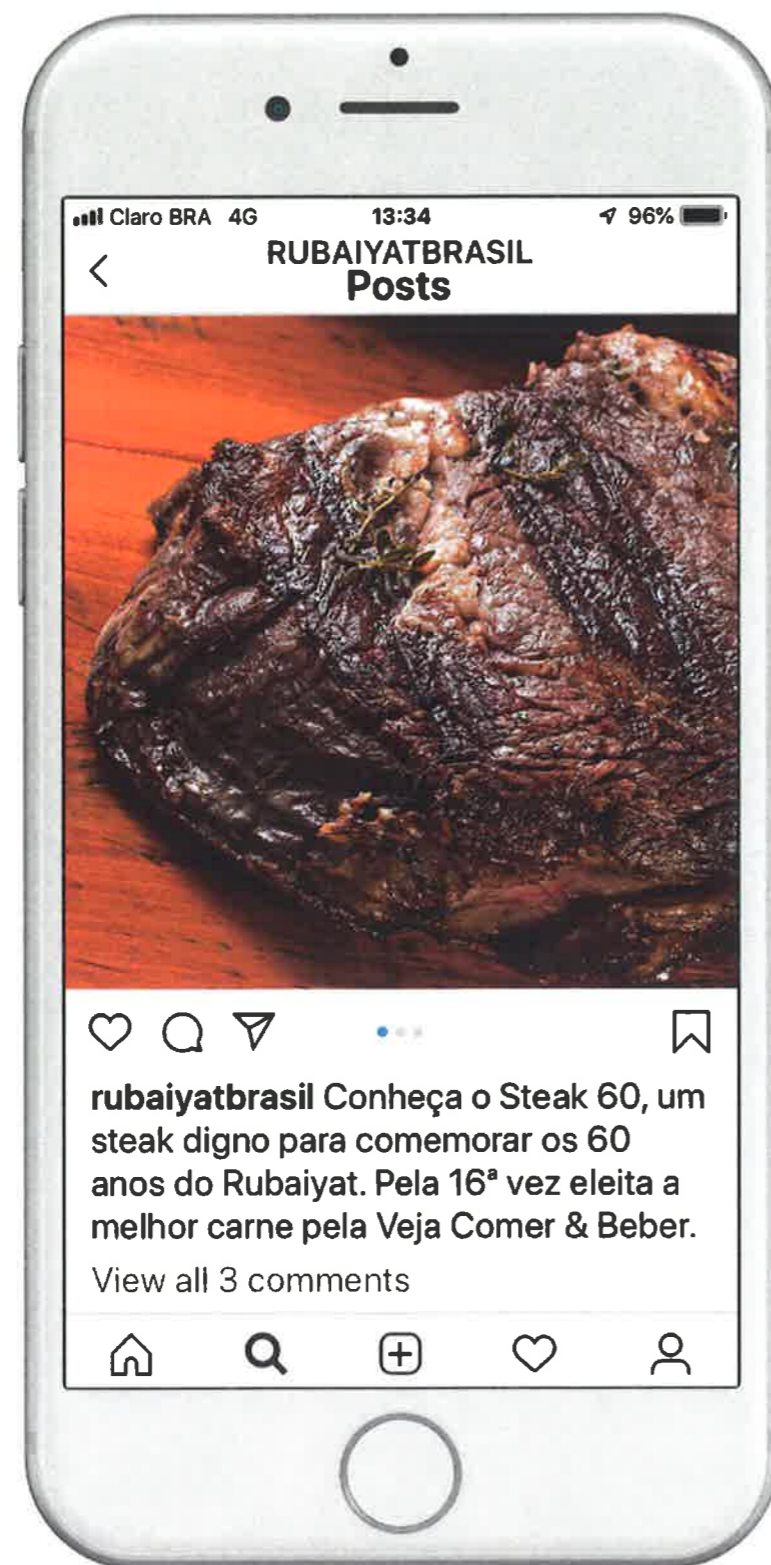 Claro BRA 4G 13:34 96%
RUBAIYATBRASIL
Posts
rubaiyatbrasil Conheça o Steak 60, um
steak digno para comemorar os 60
anos do Rubaiyat. Pela 16ª vez eleita a
melhor carne pela Veja Comer & Beber.
View all 3 comments